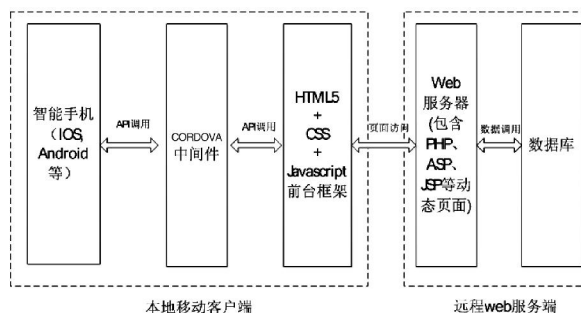 智能手机
（IOS,
Android
等）
API调用
CORDOVA
中间件
API调用
HTML5
+
CSS
+
Javascript
前台框架
页面访问
Web
服务器
(包含
PHP、
ASP、
JSP等动
态页面)
数据调用
数据库
本地移动客户端
远程web服务端